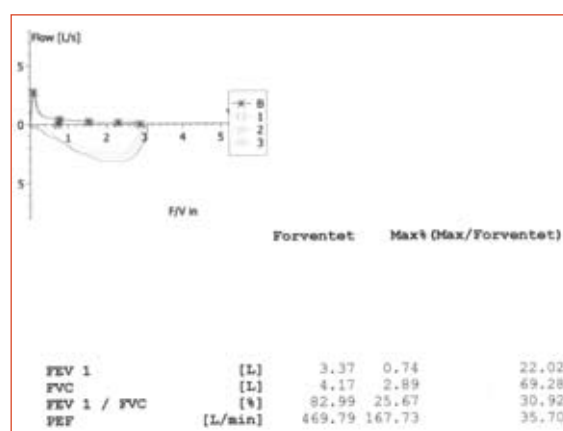 Flow [L/s]
5
0
1 2 3 4 5
5
B
1
2
3
F/V in
Forventet Max% (Max/Forventet)
FEV 1 [L] 3.37 0.74 22.02
FVC [L] 4.17 2.89 69.28
FEV 1 / FVC [%] 82.99 25.67 30.92
PEF [L/min] 469.79 167.73 35.70